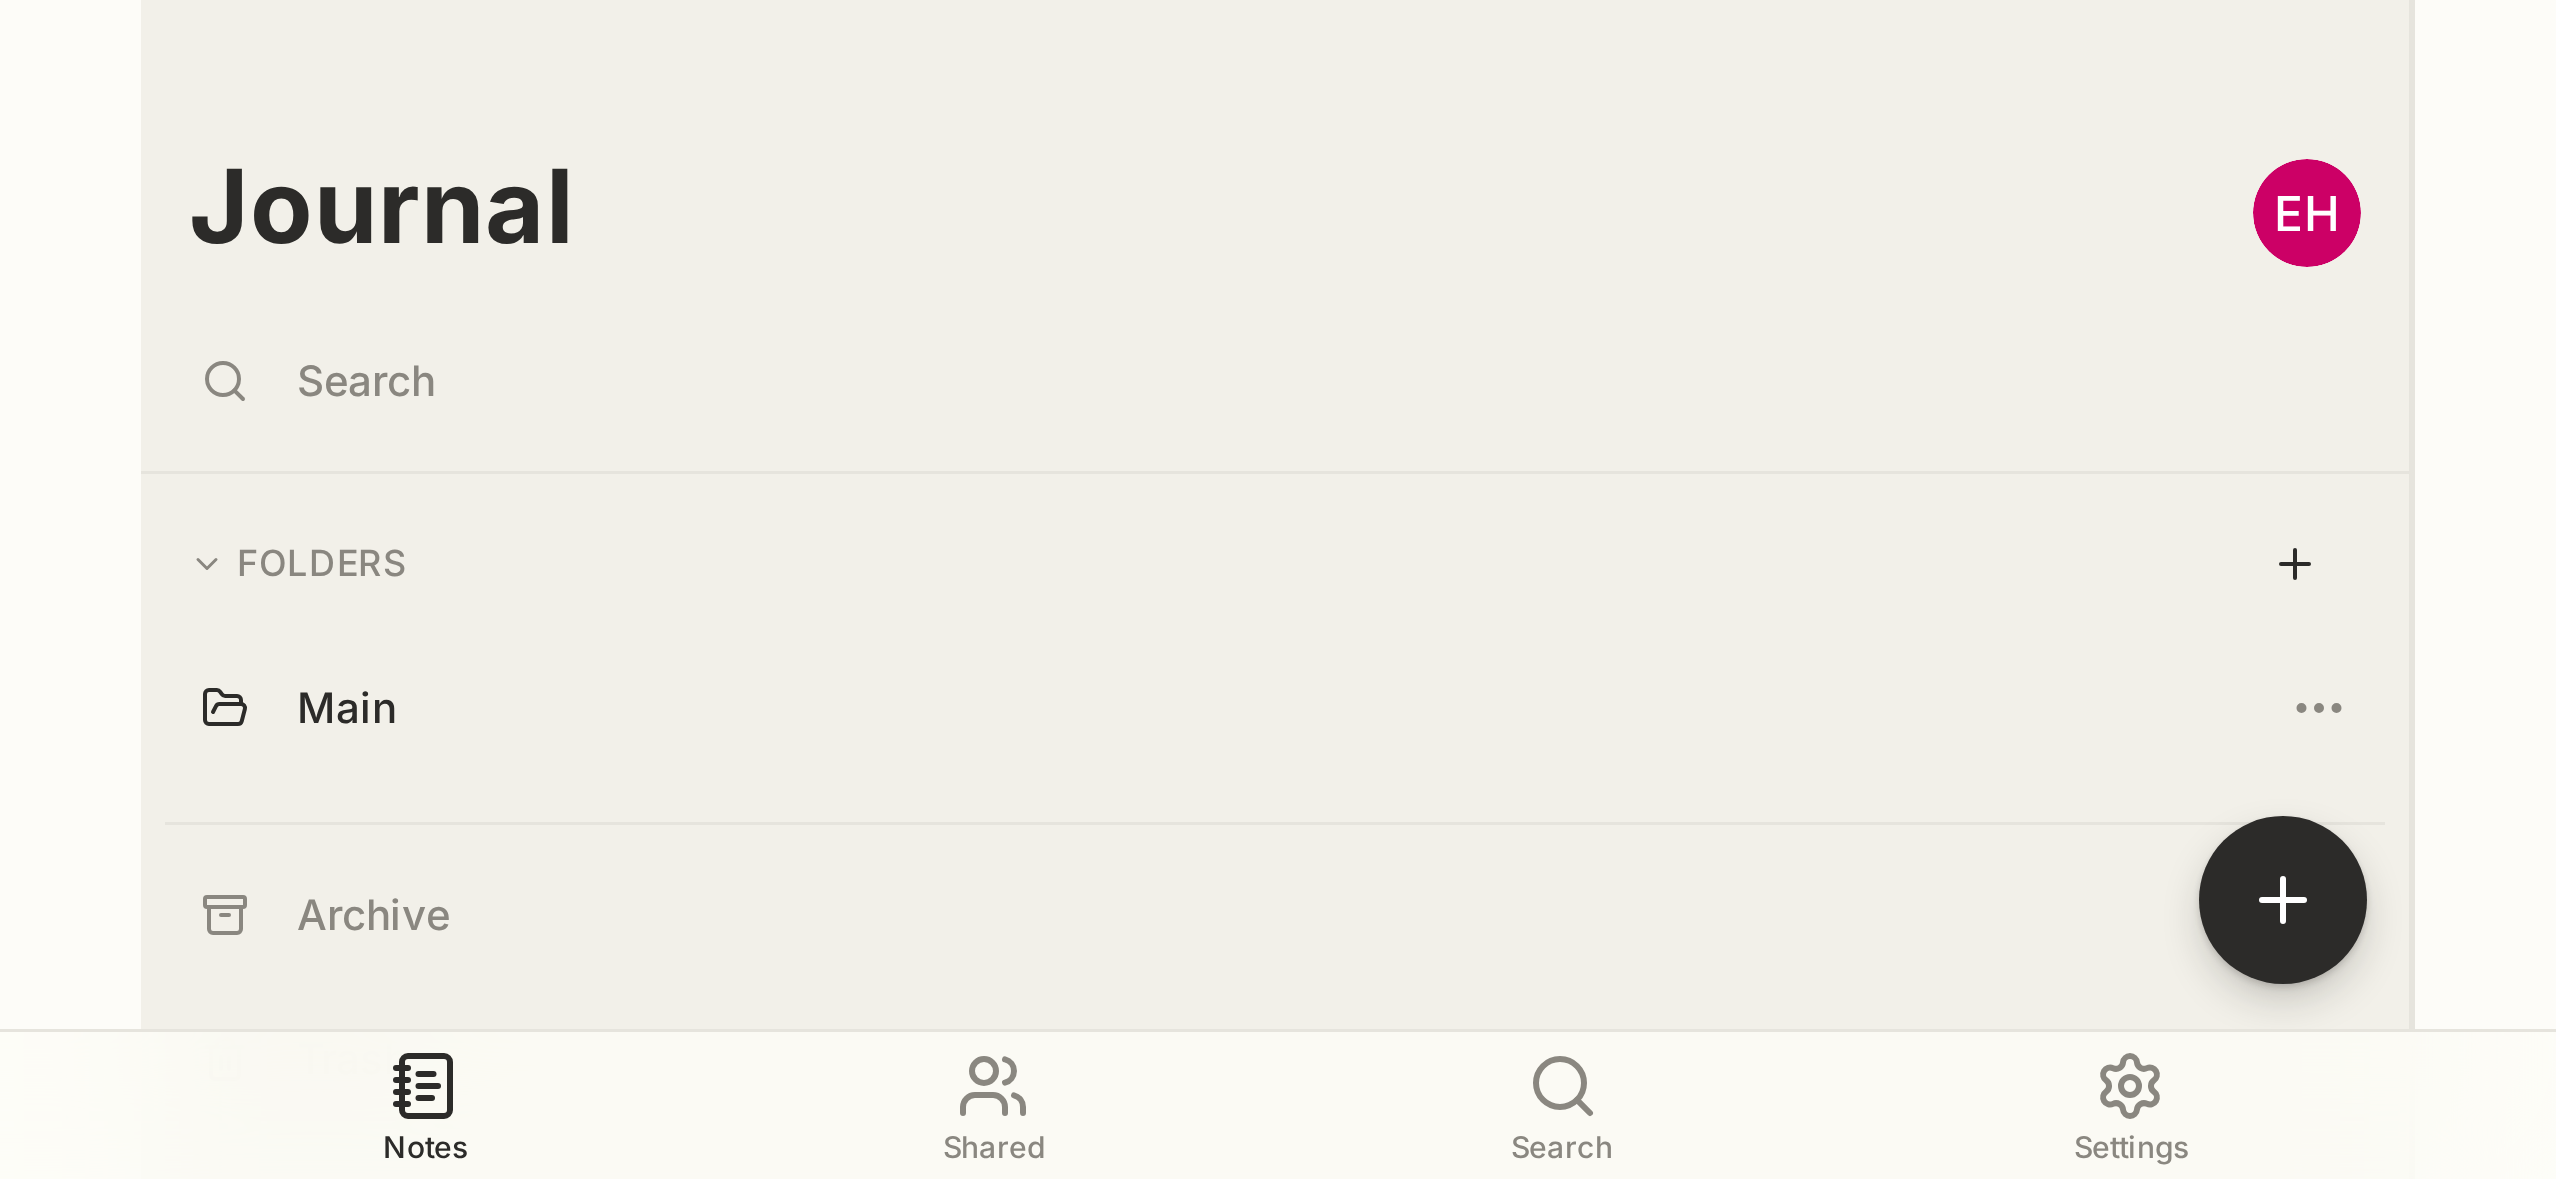 Journal
EH
Search
FOLDERS
Main
Archive
Notes
Shared
Search
Settings